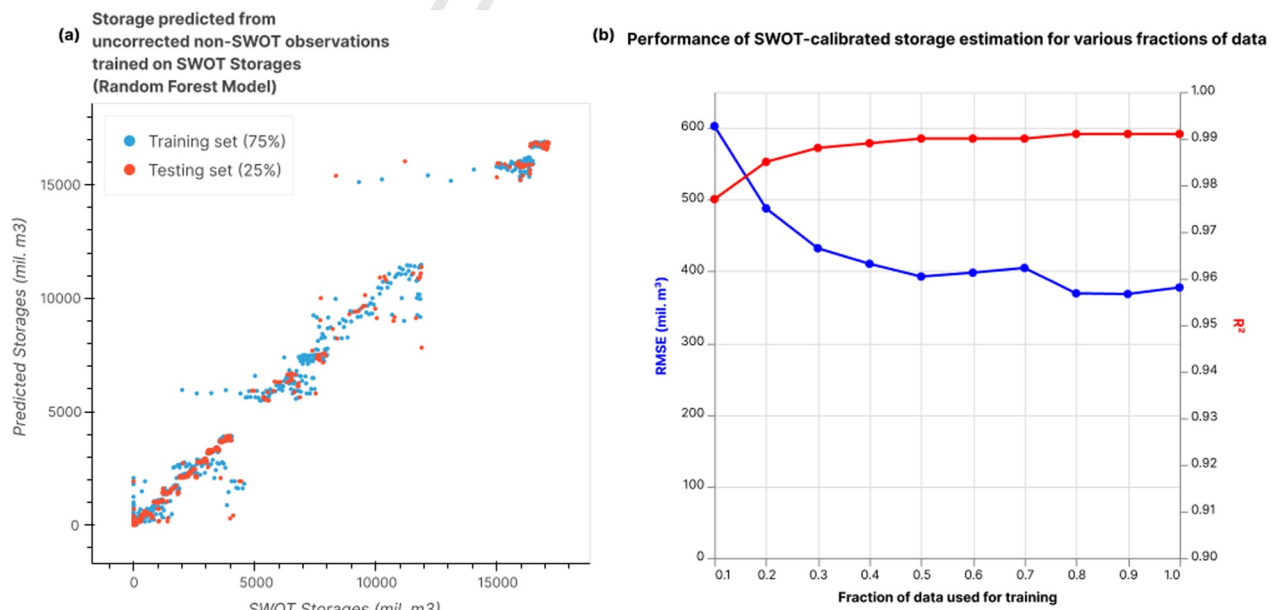 (a)
Storage predicted from
uncorrected non-SWOT observations
trained on SWOT Storages
(Random Forest Model)
Training set (75%)
Testing set (25%)
Predicted Storages (mil. m3)
15000
10000
5000
0
0 5000 10000 15000
SWOT Storages (mil. m3)
(b) Performance of SWOT-calibrated storage estimation for various fractions of data
RMSE (mil. m³)
600
500
400
300
200
100
0
1.00
0.99
0.98
0.97
0.96
0.95
0.94
0.93
0.92
0.91
0.90
R²
0.1 0.2 0.3 0.4 0.5 0.6 0.7 0.8 0.9 1.0
Fraction of data used for training